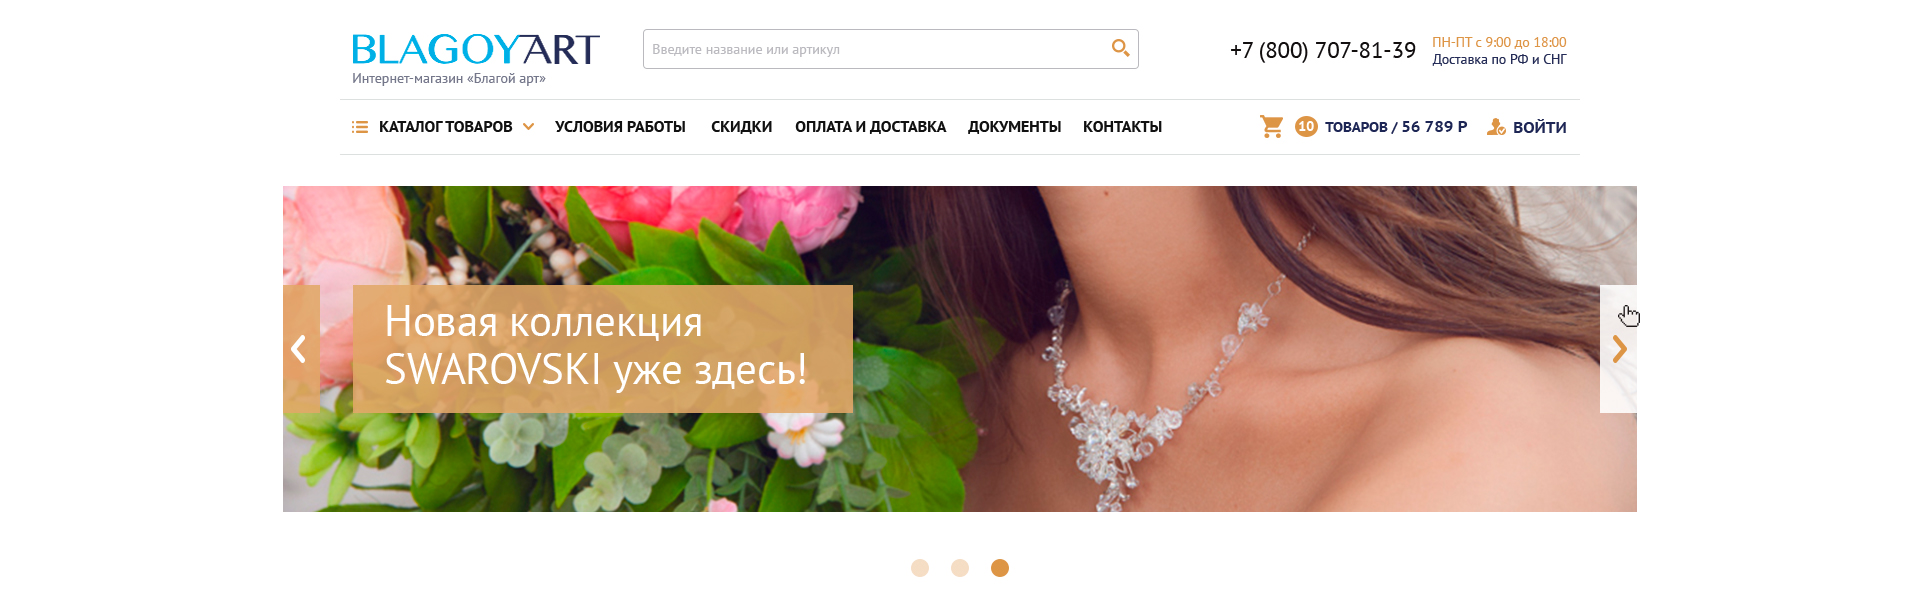 BLAGOYART
Интернет-магазин «Благой арт»
Введите название или артикул
+7 (800) 707-81-39
ПН-ПТ с 9:00 до 18:00
Доставка по РФ и СНГ
КАТАЛОГ ТОВАРОВ
УСЛОВИЯ РАБОТЫ
СКИДКИ
ОПЛАТА И ДОСТАВКА
ДОКУМЕНТЫ
КОНТАКТЫ
10 ТОВАРОВ / 56 789 Р
ВОЙТИ
Новая коллекция
SWAROVSKI уже здесь!